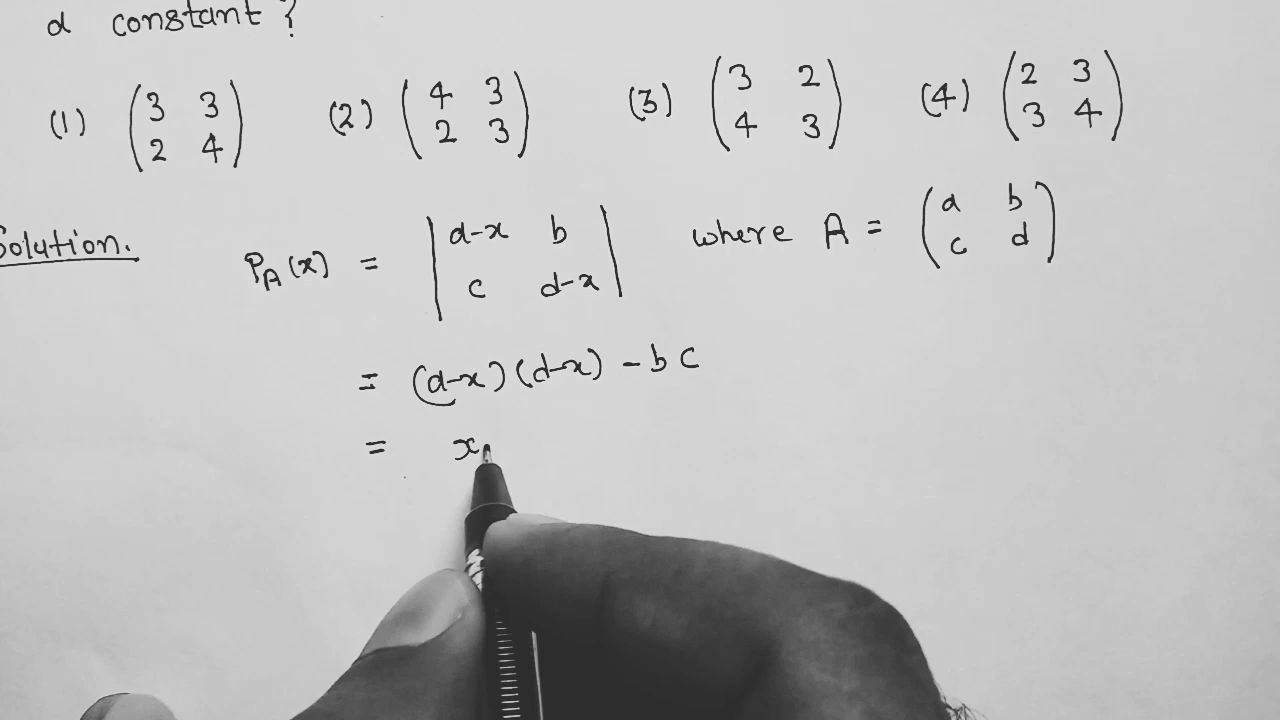 a constant?
(1) (3 3 2 4) (2) (4 3 2 3) (3) (3 2 4 3) (4) (2 3 3 4)
Solution. P_A(x) = |a-x b c d-x| where A = (a b c d)
= (a-x)(d-x) - bc
= x